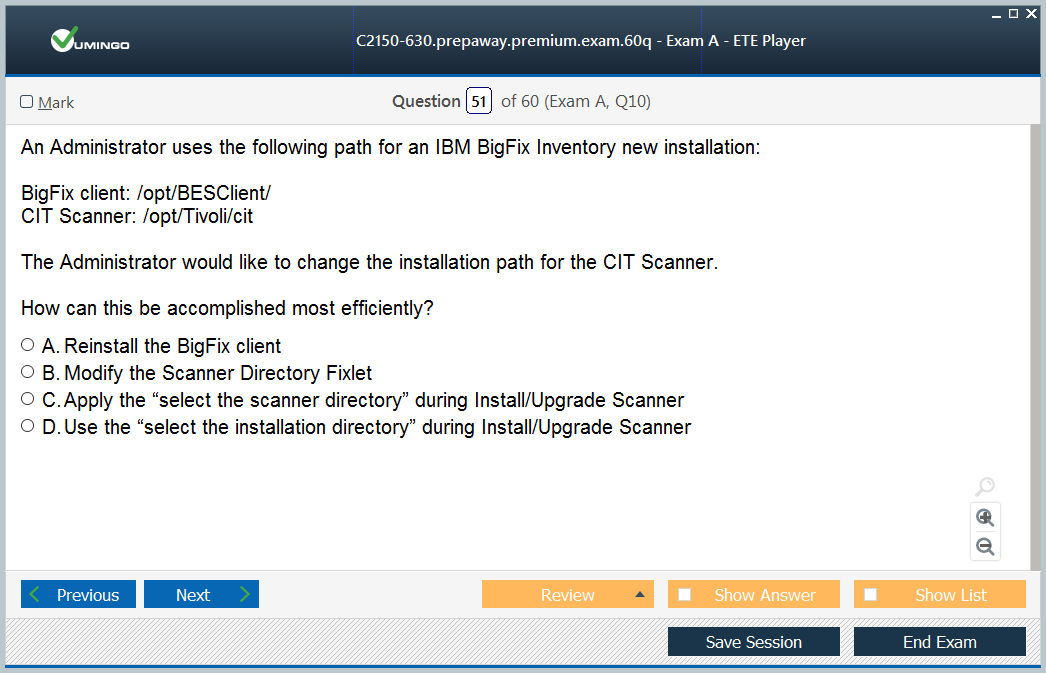 UMINGO
C2150-630.prepaway.premium.exam.60q - Exam A - ETE Player
Mark
Question 51 of 60 (Exam A, Q10)
An Administrator uses the following path for an IBM BigFix Inventory new installation:
BigFix client: /opt/BESClient/
CIT Scanner: /opt/Tivoli/cit
The Administrator would like to change the installation path for the CIT Scanner.
How can this be accomplished most efficiently?
A. Reinstall the BigFix client
B. Modify the Scanner Directory Fixlet
C. Apply the “select the scanner directory” during Install/Upgrade Scanner
D. Use the “select the installation directory” during Install/Upgrade Scanner
Previous Next Review Show Answer Show List
Save Session End Exam